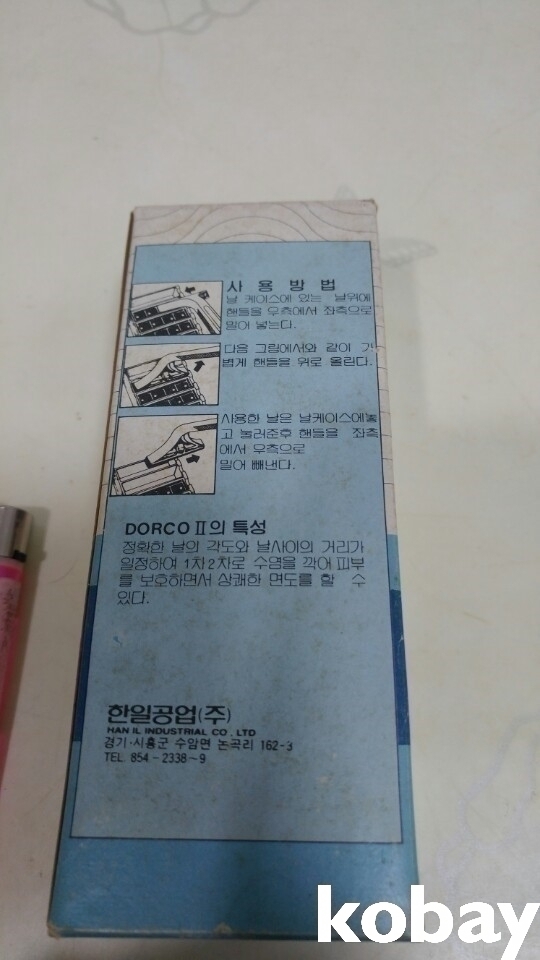 사용방법
날 케이스에 있는 날위에
핸들을 우측에서 좌측으로
밀어 넣는다.
다음 그림에서와 같이 가
볍게 핸들을 위로 올린다.
사용한 날은 날케이스에놓
고 눌러준후 핸들을 좌측
에서 우측으로
밀어 빼낸다.
DORCO II의 특성
정확한 날의 각도와 날사이의 거리가
일정하여 1차2차로 수염을 깍어 피부
를 보호하면서 상쾌한 면도를 할 수
있다.
한일공업(주)
HAN IL INDUSTRIAL CO. LTD
경기·시흥군 수암면 논곡리 162-3
TEL. 854-2338~9
kobay